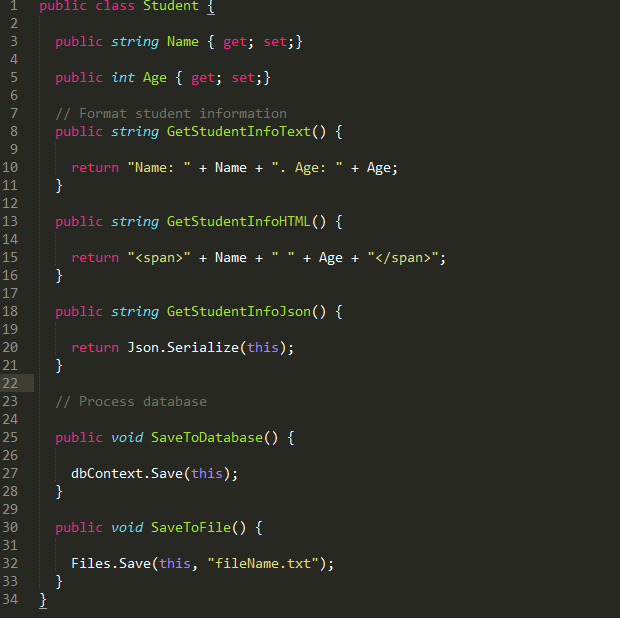 1 public class Student {
2
3 public string Name { get; set;}
4
5 public int Age { get; set;}
6
7 // Format student information
8 public string GetStudentInfoText() {
9
10 return "Name: " + Name + ". Age: " + Age;
11 }
12
13 public string GetStudentInfoHTML() {
14
15 return "<span>" + Name + " " + Age + "</span>";
16 }
17
18 public string GetStudentInfoJson() {
19
20 return Json.Serialize(this);
21 }
22
23 // Process database
24
25 public void SaveToDatabase() {
26
27 dbContext.Save(this);
28 }
29
30 public void SaveToFile() {
31
32 Files.Save(this, "fileName.txt");
33 }
34 }